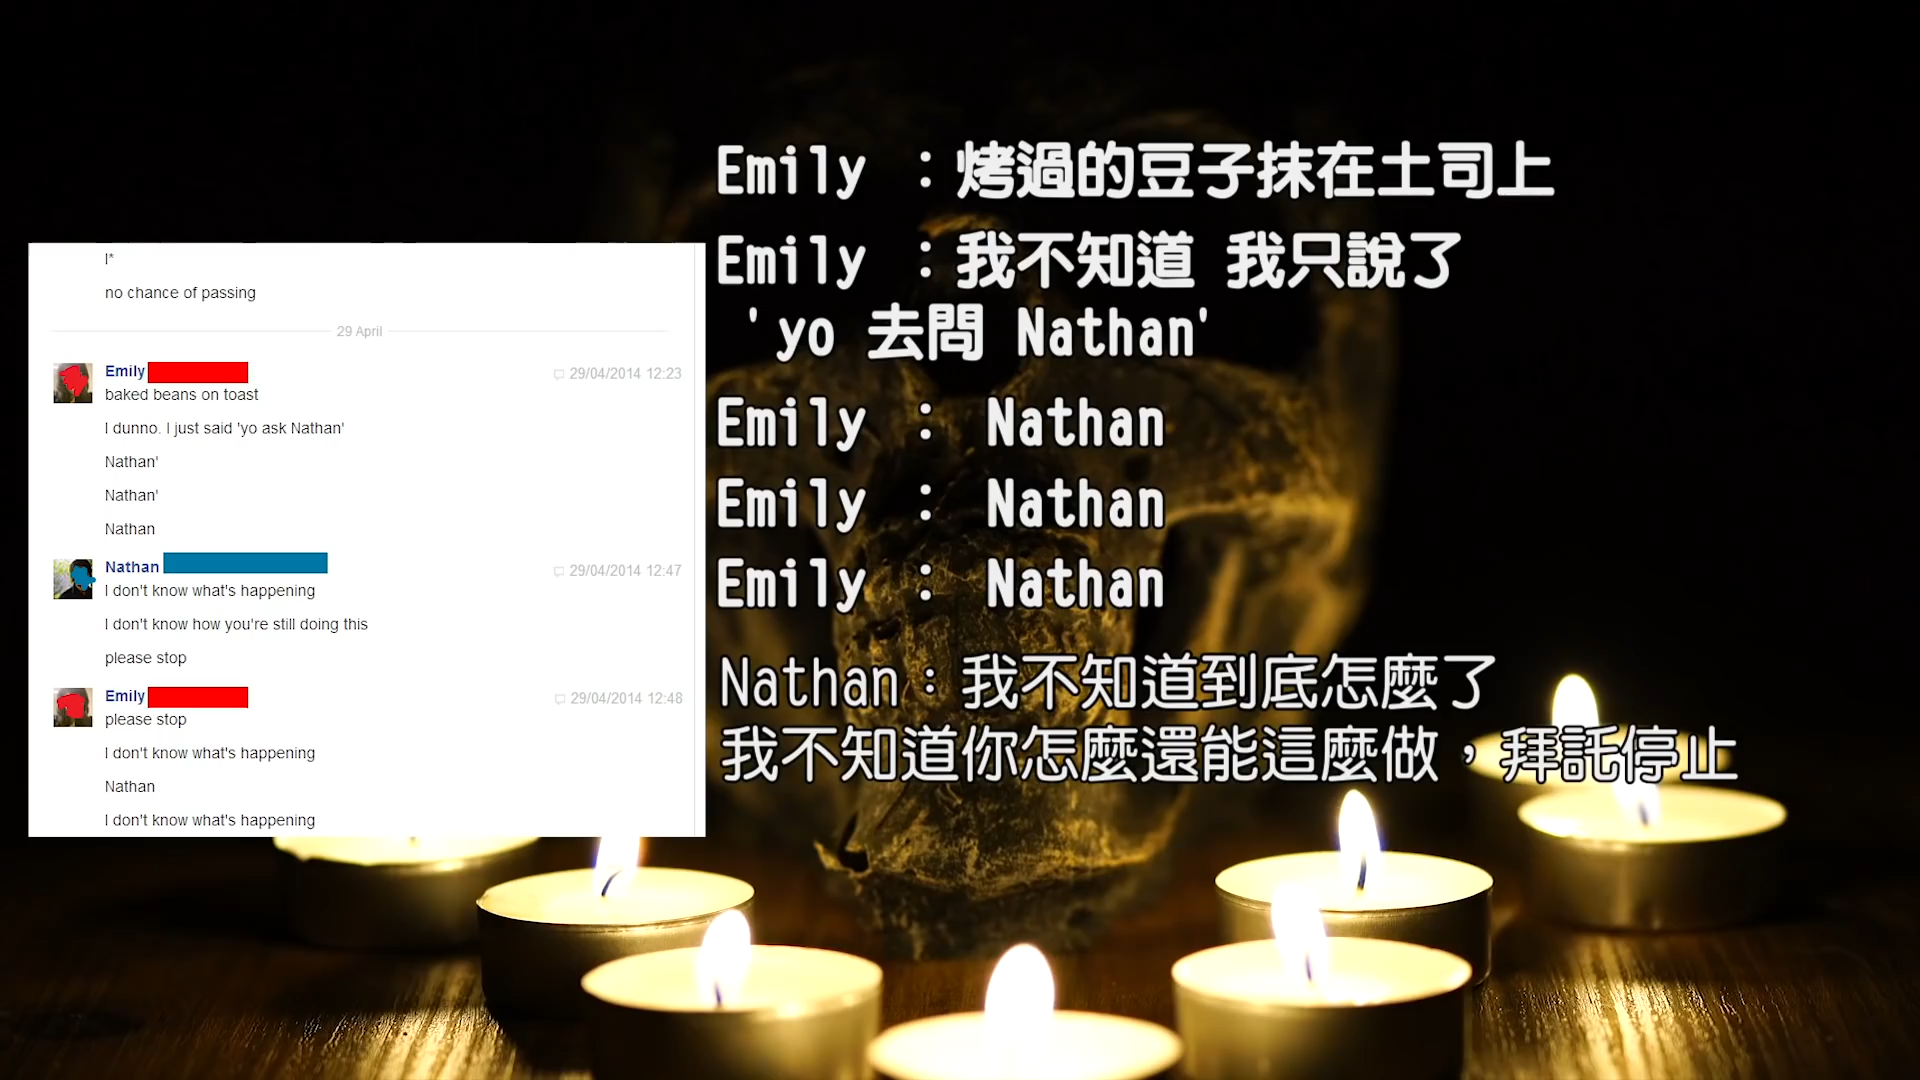 I*
no chance of passing
29 April
Emily
29/04/2014 12:23
baked beans on toast
I dunno. I just said 'yo ask Nathan'
Nathan'
Nathan'
Nathan
Nathan
29/04/2014 12:47
I don't know what's happening
I don't know how you're still doing this
please stop
Emily
29/04/2014 12:48
please stop
I don't know what's happening
Nathan
I don't know what's happening
Emily ：烤過的豆子抹在土司上
Emily ：我不知道 我只說了
'yo 去問 Nathan'
Emily ： Nathan
Emily ： Nathan
Emily ： Nathan
Nathan：我不知道到底怎麼了
我不知道你怎麼還能這麼做，拜託停止